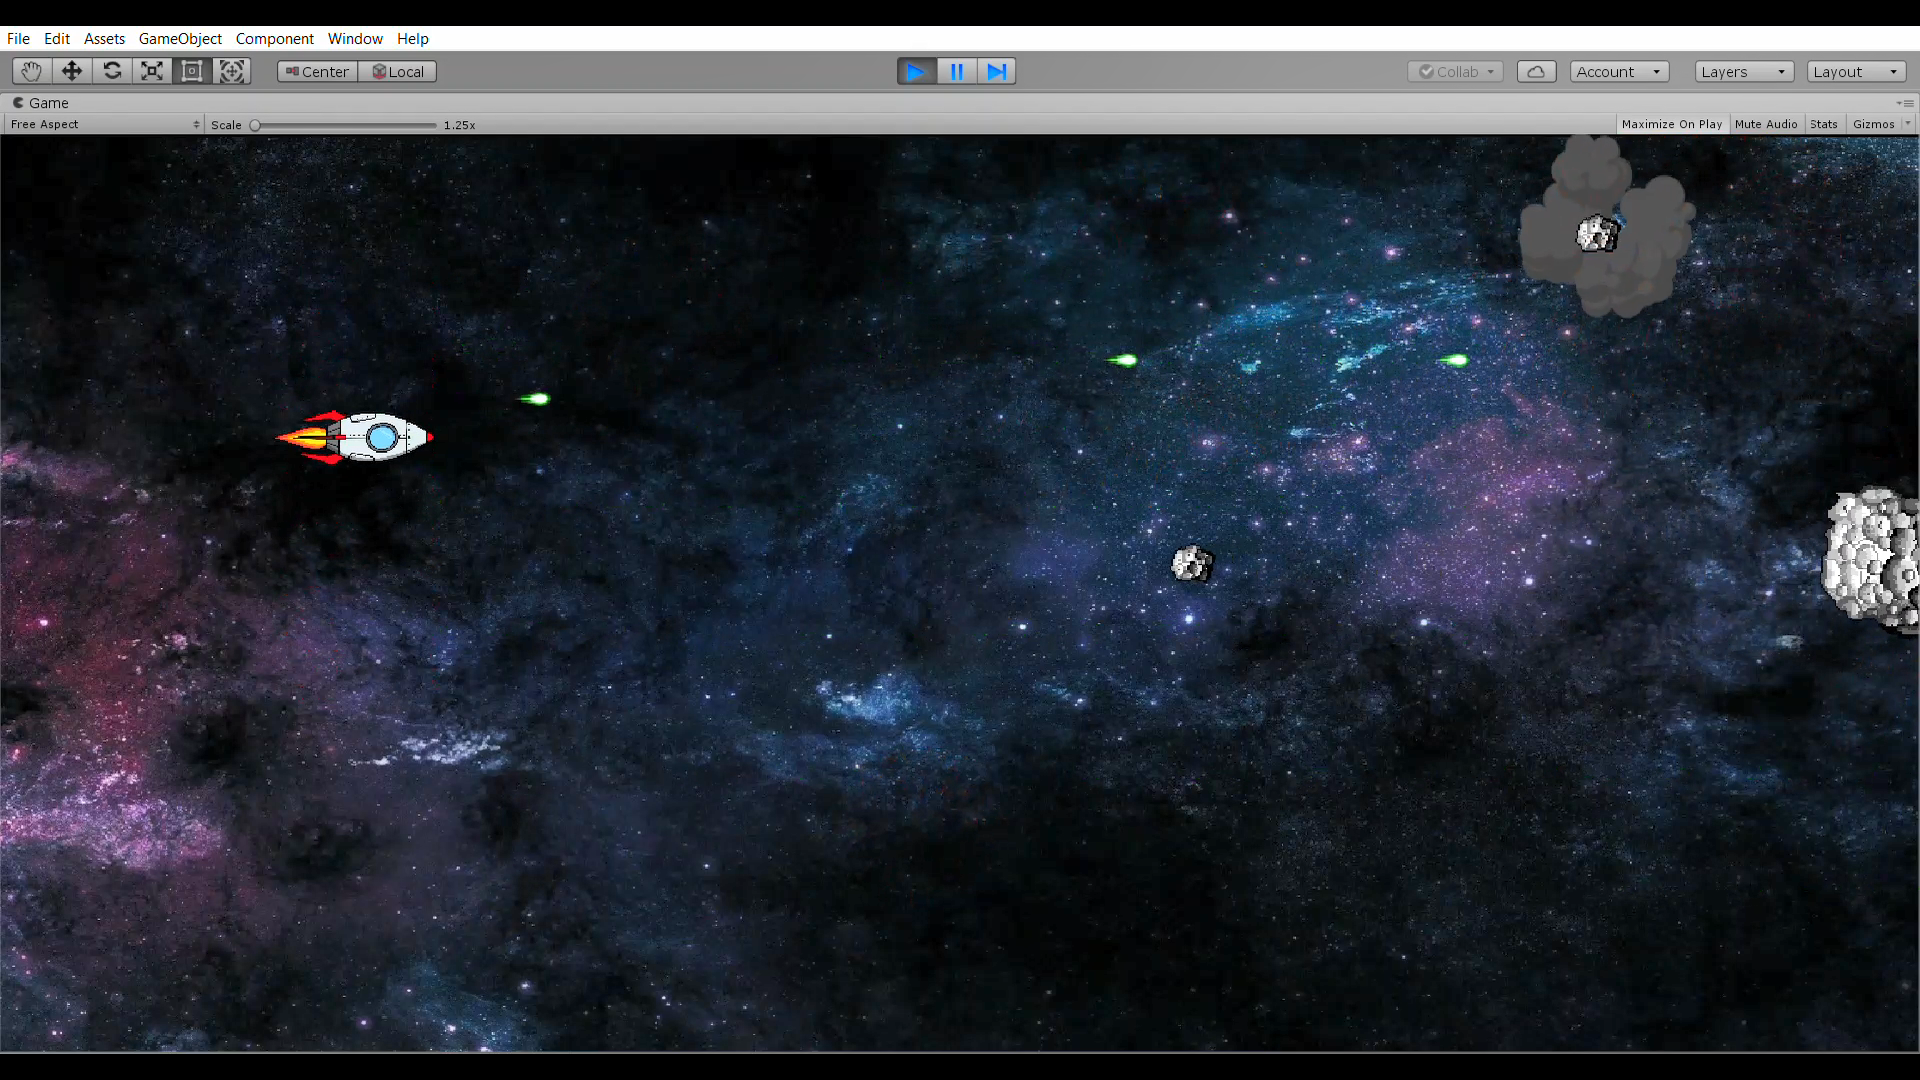 File Edit Assets GameObject Component Window Help
Center Local Collab Account Layers Layout
Game
Free Aspect Scale 1.25x Maximize On Play Mute Audio Stats Gizmos